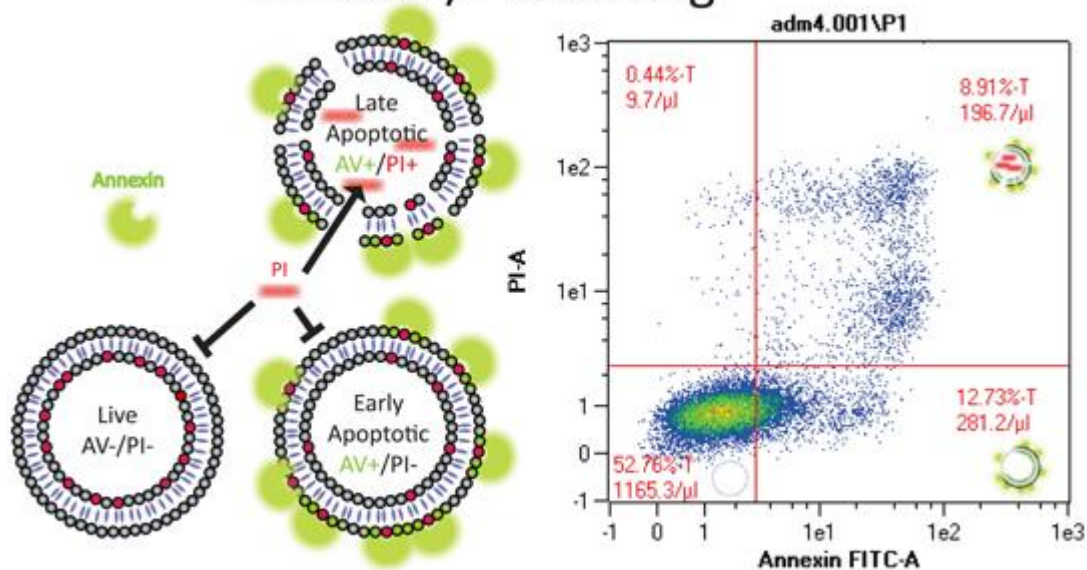 Annexin
PI
Late
Apoptotic
AV+/PI+
Live
AV-/PI-
Early
Apoptotic
AV+/PI-
adm4.001\P1
1e3
1e2
1e1
1
0
-1
PI-A
0.44%-T
9.7/µl
8.91%-T
196.7/µl
52.76%-T
1165.3/µl
12.73%-T
281.2/µl
-1 0 1 1e1 1e2 1e3
Annexin FITC-A